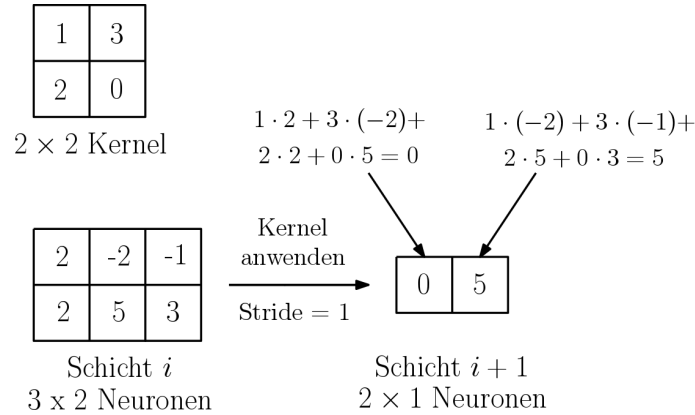 1 3
2 0
2 × 2 Kernel
1 · 2 + 3 · (−2)+
2 · 2 + 0 · 5 = 0
1 · (−2) + 3 · (−1)+
2 · 5 + 0 · 3 = 5
2 -2 -1
2 5 3
Schicht i
3 x 2 Neuronen
Kernel
anwenden
Stride = 1
0 5
Schicht i + 1
2 × 1 Neuronen